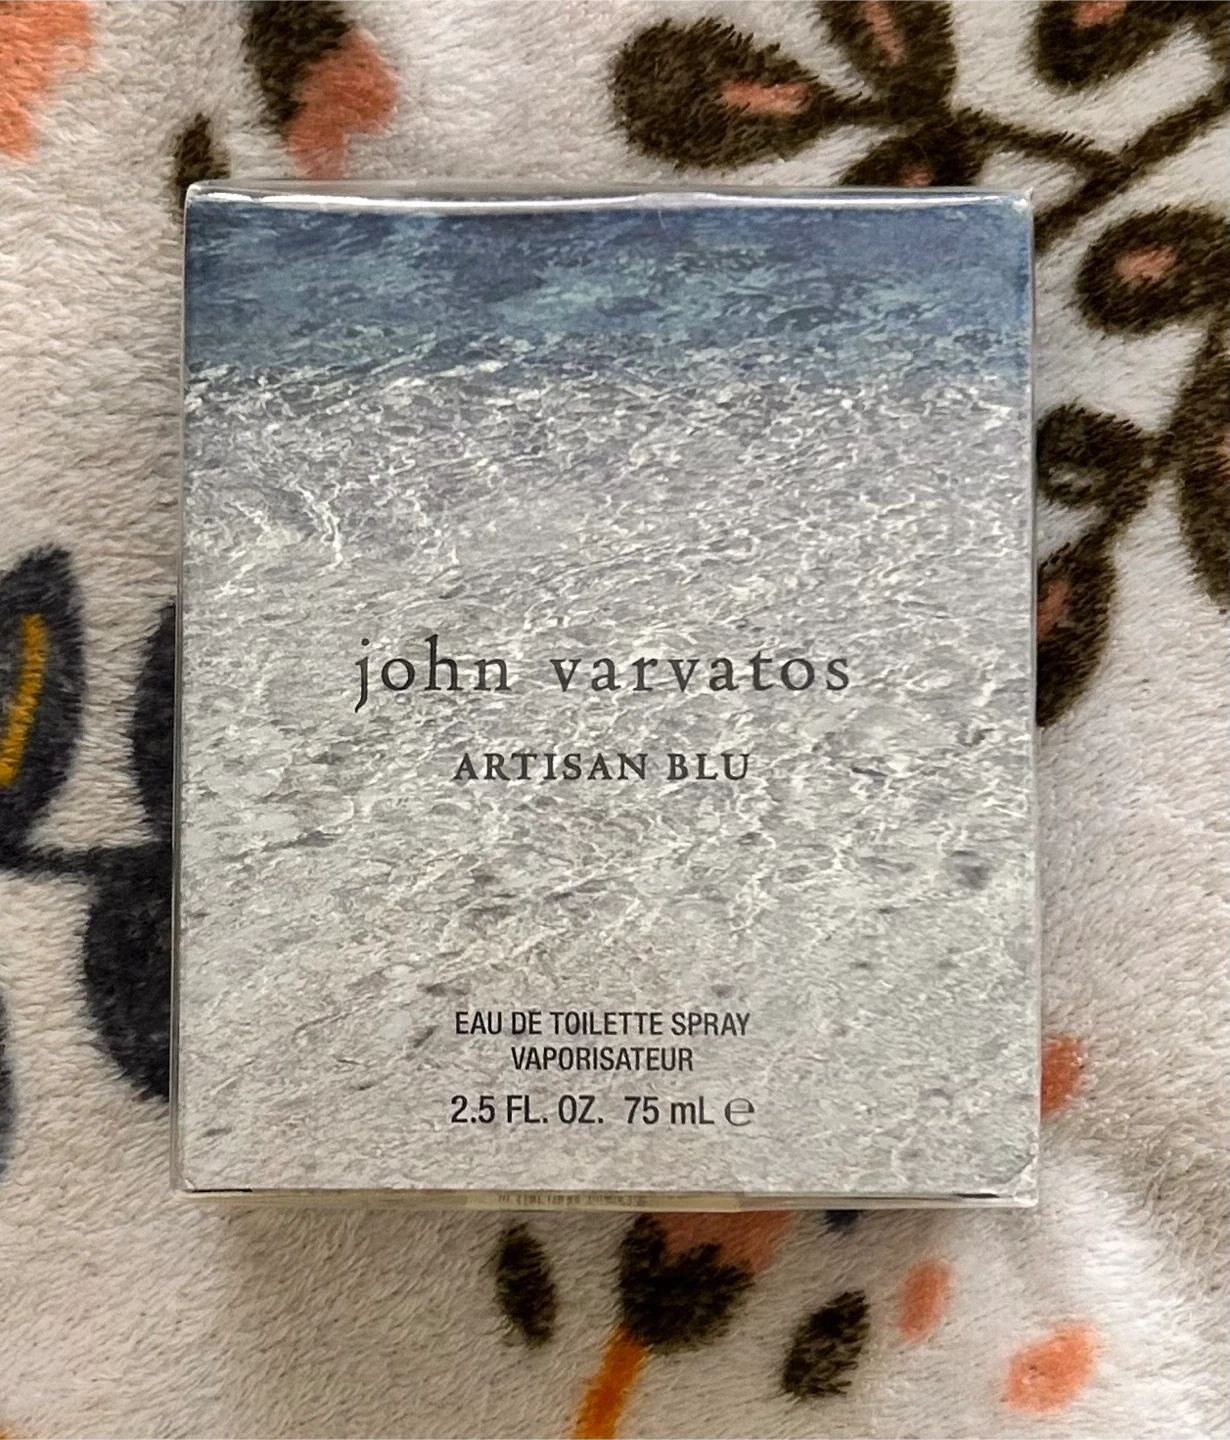 john varvatos
ARTISAN BLU
EAU DE TOILETTE SPRAY
VAPORISATEUR
2.5 FL. OZ. 75 mL ℮